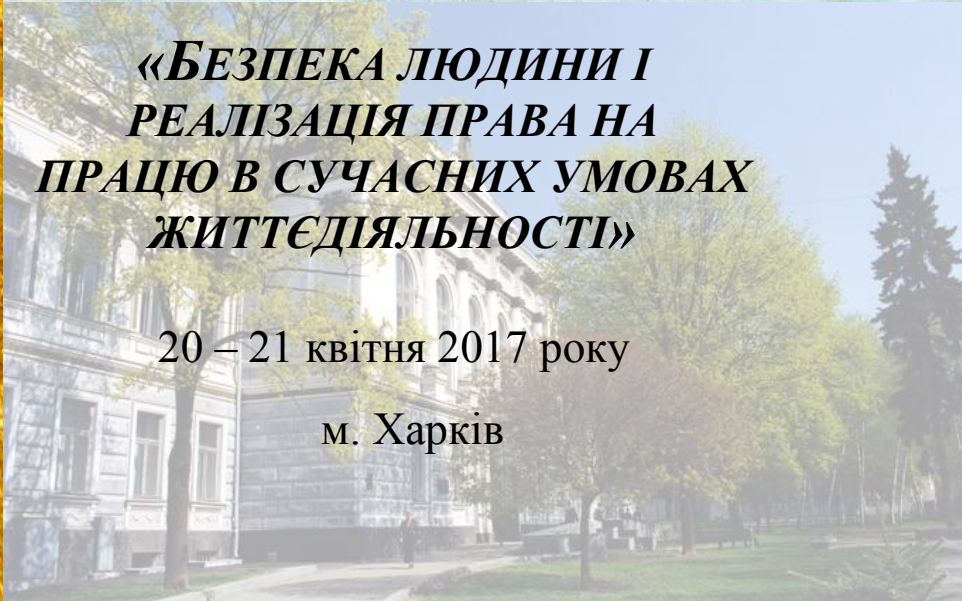 «БЕЗПЕКА ЛЮДИНИ І
РЕАЛІЗАЦІЯ ПРАВА НА
ПРАЦЮ В СУЧАСНИХ УМОВАХ
ЖИТТЄДІЯЛЬНОСТІ»
20 – 21 квітня 2017 року
м. Харків